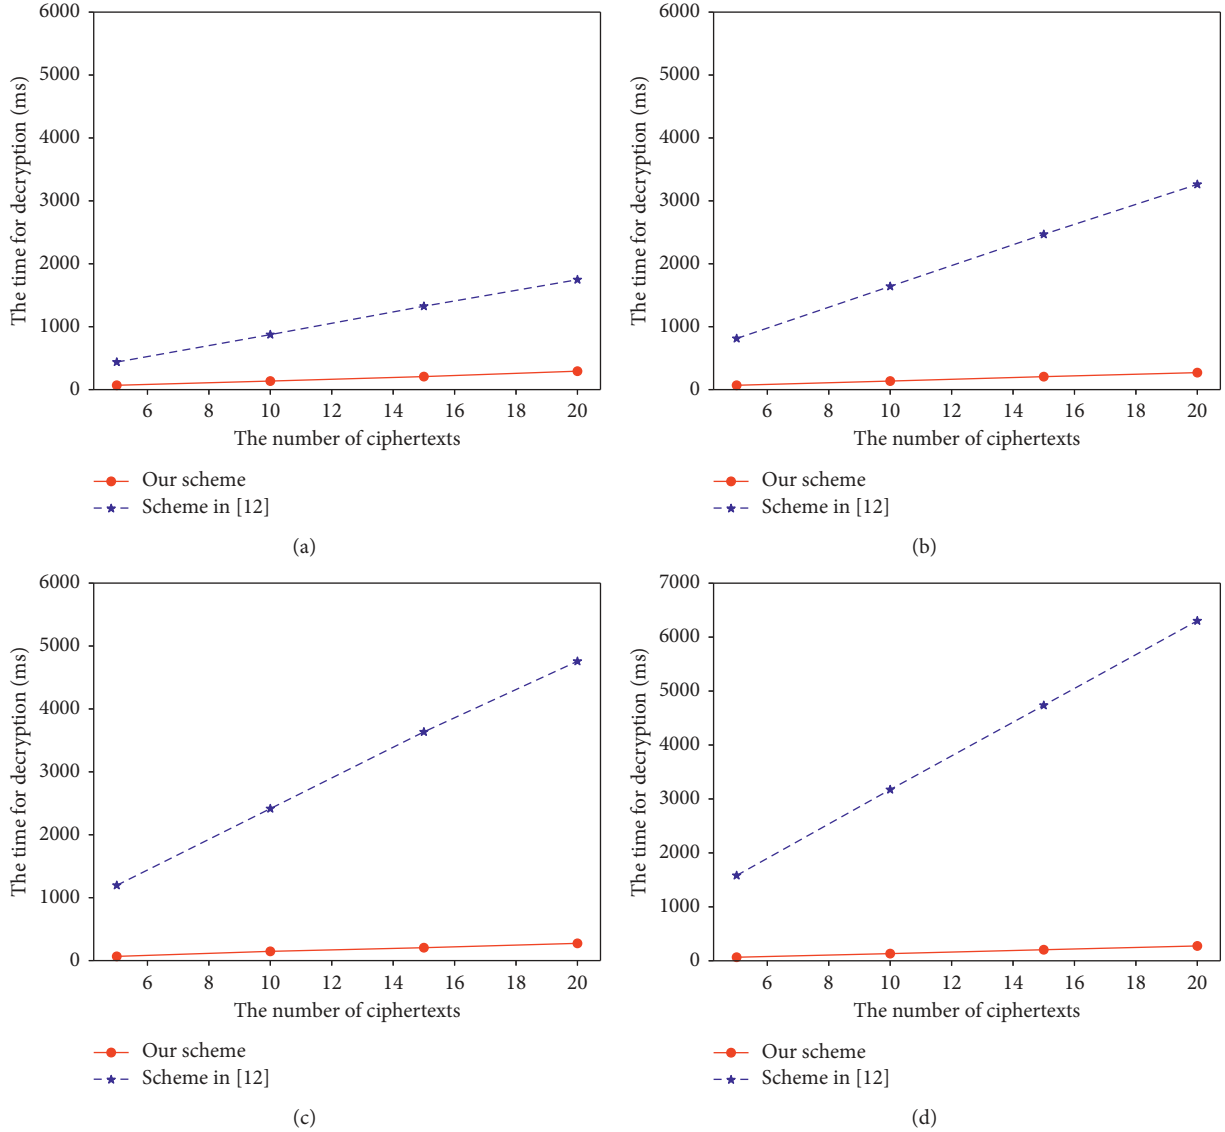 6000
5000
4000
3000
2000
1000
0
The time for decryption (ms)
6 8 10 12 14 16 18 20
The number of ciphertexts
Our scheme
Scheme in [12]
(a)
6000
5000
4000
3000
2000
1000
0
The time for decryption (ms)
6 8 10 12 14 16 18 20
The number of ciphertexts
Our scheme
Scheme in [12]
(b)
6000
5000
4000
3000
2000
1000
0
The time for decryption (ms)
6 8 10 12 14 16 18 20
The number of ciphertexts
Our scheme
Scheme in [12]
(c)
7000
6000
5000
4000
3000
2000
1000
0
The time for decryption (ms)
6 8 10 12 14 16 18 20
The number of ciphertexts
Our scheme
Scheme in [12]
(d)